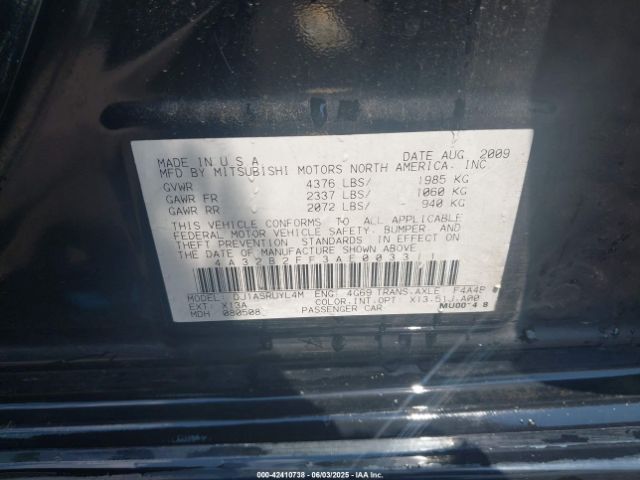 MADE IN U S A DATE AUG 2009
MFD BY MITSUBISHI MOTORS NORTH AMERICA, INC
GVWR 4376 LBS/ 1985 KG
GAWR FR 2337 LBS/ 1060 KG
GAWR RR 2072 LBS/ 940 KG
THIS VEHICLE CONFORMS TO ALL APPLICABLE
FEDERAL MOTOR VEHICLE SAFETY, BUMPER, AND
THEFT PREVENTION STANDARDS IN EFFECT ON
THE DATE OF MANUFACTURE SHOWN ABOVE
4A32B2FF3AE003311
MODEL DJ1ASRUYL4M ENG 4G69 TRANS.AXLE F4A4B
EXT X13A COLOR.INT.OPT X13.51J.A00
MDH 080508 PASSENGER CAR MU00148
000-42410738 - 06/03/2025 - IAA Inc.